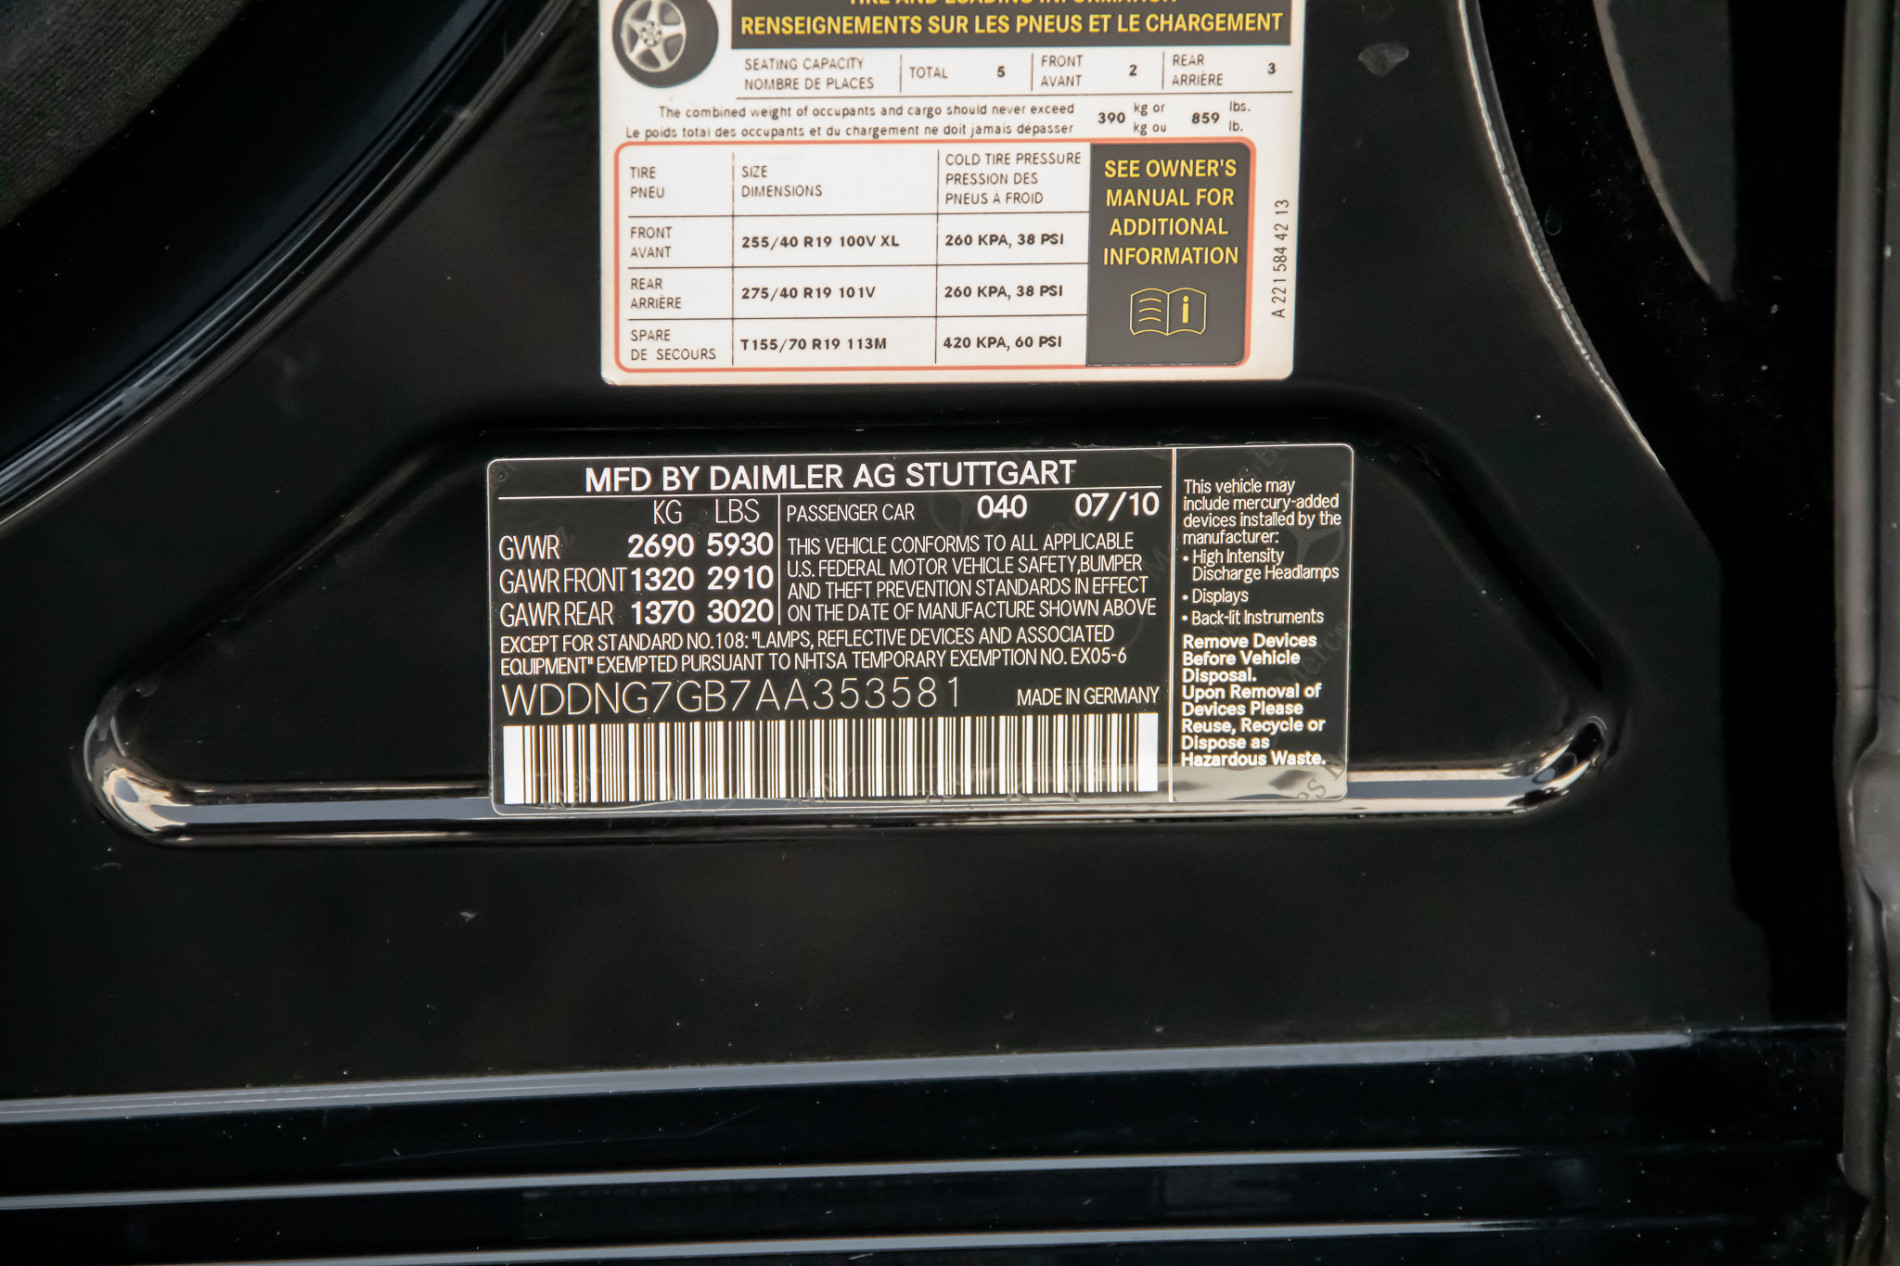 TIRE AND LOADING INFORMATION
RENSEIGNEMENTS SUR LES PNEUS ET LE CHARGEMENT
SEATING CAPACITY
NOMBRE DE PLACES
TOTAL 5
FRONT
AVANT
2
REAR
ARRIÈRE
3
The combined weight of occupants and cargo should never exceed
Le poids total des occupants et du chargement ne doit jamais dépasser
390 kg or
kg ou
859 lbs.
lb.
TIRE
PNEU
SIZE
DIMENSIONS
COLD TIRE PRESSURE
PRESSION DES
PNEUS À FROID
FRONT
AVANT
255/40 R19 100V XL
260 KPA, 38 PSI
REAR
ARRIÈRE
275/40 R19 101V
260 KPA, 38 PSI
SPARE
DE SECOURS
T155/70 R19 113M
420 KPA, 60 PSI
SEE OWNER'S
MANUAL FOR
ADDITIONAL
INFORMATION
i
A 221 584 42 13
MFD BY DAIMLER AG STUTTGART
KG LBS
GVWR 2690 5930
GAWR FRONT 1320 2910
GAWR REAR 1370 3020
PASSENGER CAR 040 07/10
THIS VEHICLE CONFORMS TO ALL APPLICABLE
U.S. FEDERAL MOTOR VEHICLE SAFETY,BUMPER
AND THEFT PREVENTION STANDARDS IN EFFECT
ON THE DATE OF MANUFACTURE SHOWN ABOVE
EXCEPT FOR STANDARD NO.108: "LAMPS, REFLECTIVE DEVICES AND ASSOCIATED
EQUIPMENT" EXEMPTED PURSUANT TO NHTSA TEMPORARY EXEMPTION NO. EX05-6
WDDNG7GB7AA353581
MADE IN GERMANY
This vehicle may
include mercury-added
devices installed by the
manufacturer:
• High Intensity
Discharge Headlamps
• Displays
• Back-lit Instruments
Remove Devices
Before Vehicle
Disposal.
Upon Removal of
Devices Please
Reuse, Recycle or
Dispose as
Hazardous Waste.